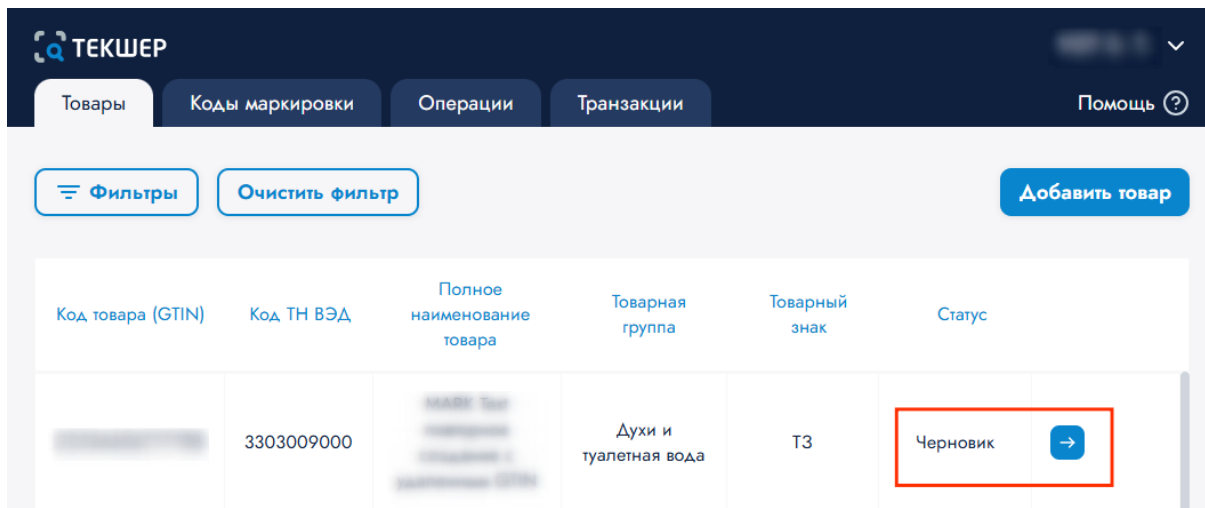 ТЕКШЕР
Товары Коды маркировки Операции Транзакции Помощь ?
Фильтры Очистить фильтр Добавить товар
Код товара (GTIN) Код ТН ВЭД Полное наименование товара Товарная группа Товарный знак Статус
3303009000 Духи и туалетная вода ТЗ Черновик